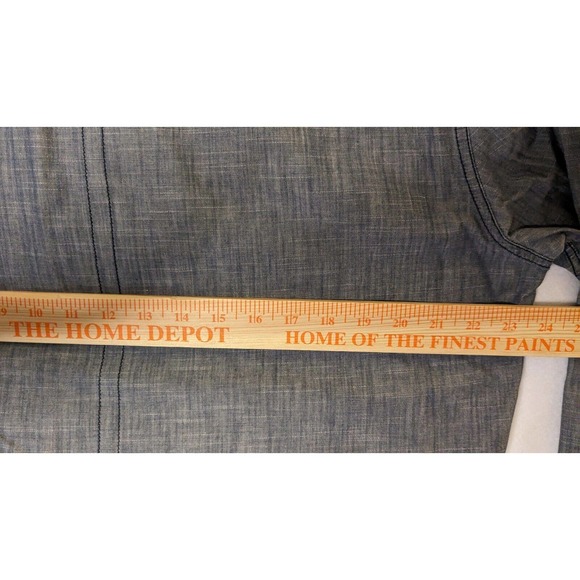 9 10 11 12 13 14 15 16 17 18 19 20 21 22 23 24
THE HOME DEPOT HOME OF THE FINEST PAINTS